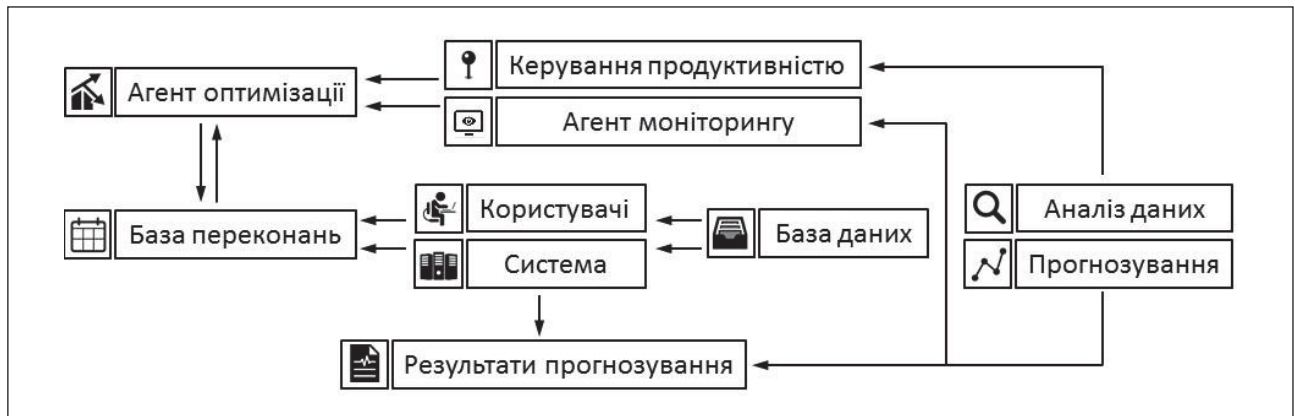 Керування продуктивністю
Агент оптимізації
Агент моніторингу
Користувачі
Аналіз даних
База переконань
База даних
Система
Прогнозування
Результати прогнозування